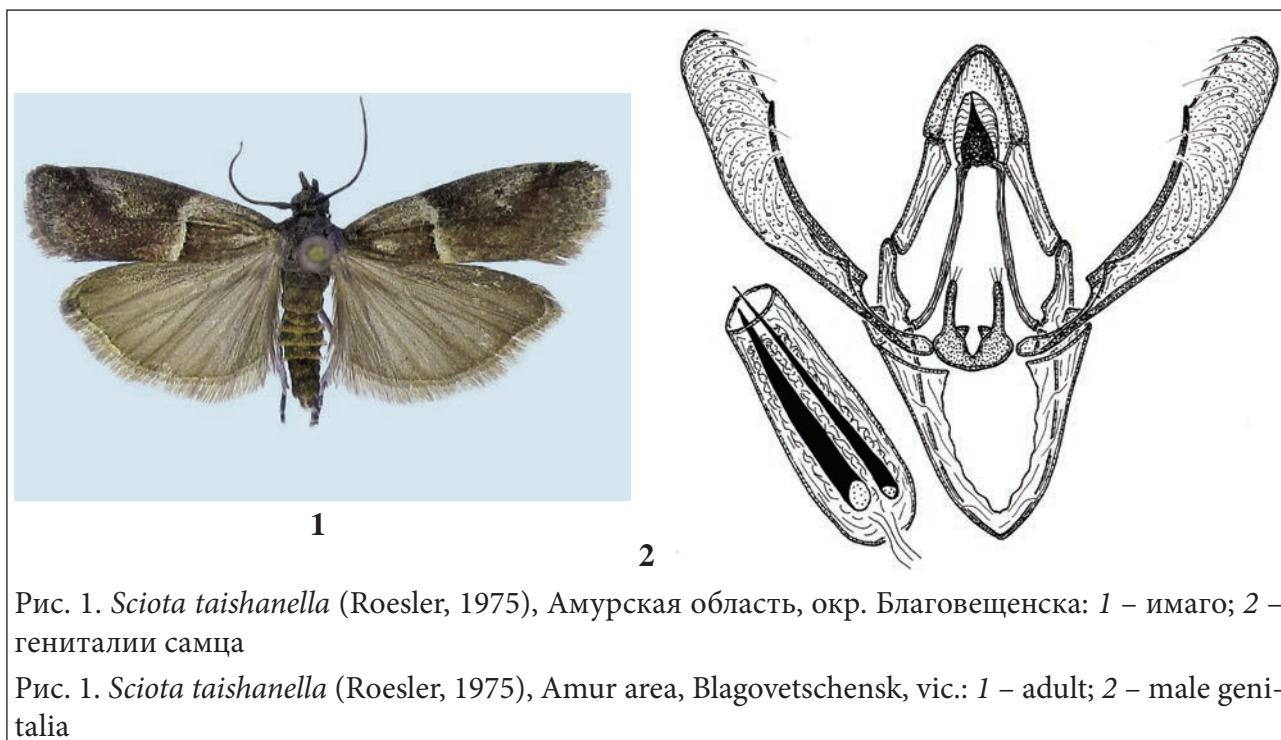 1
2
Рис. 1. Sciota taishanella (Roesler, 1975), Амурская область, окр. Благовещенска: 1 – имаго; 2 –
гениталии самца
Рис. 1. Sciota taishanella (Roesler, 1975), Amur area, Blagovetschensk, vic.: 1 – adult; 2 – male geni-
talia